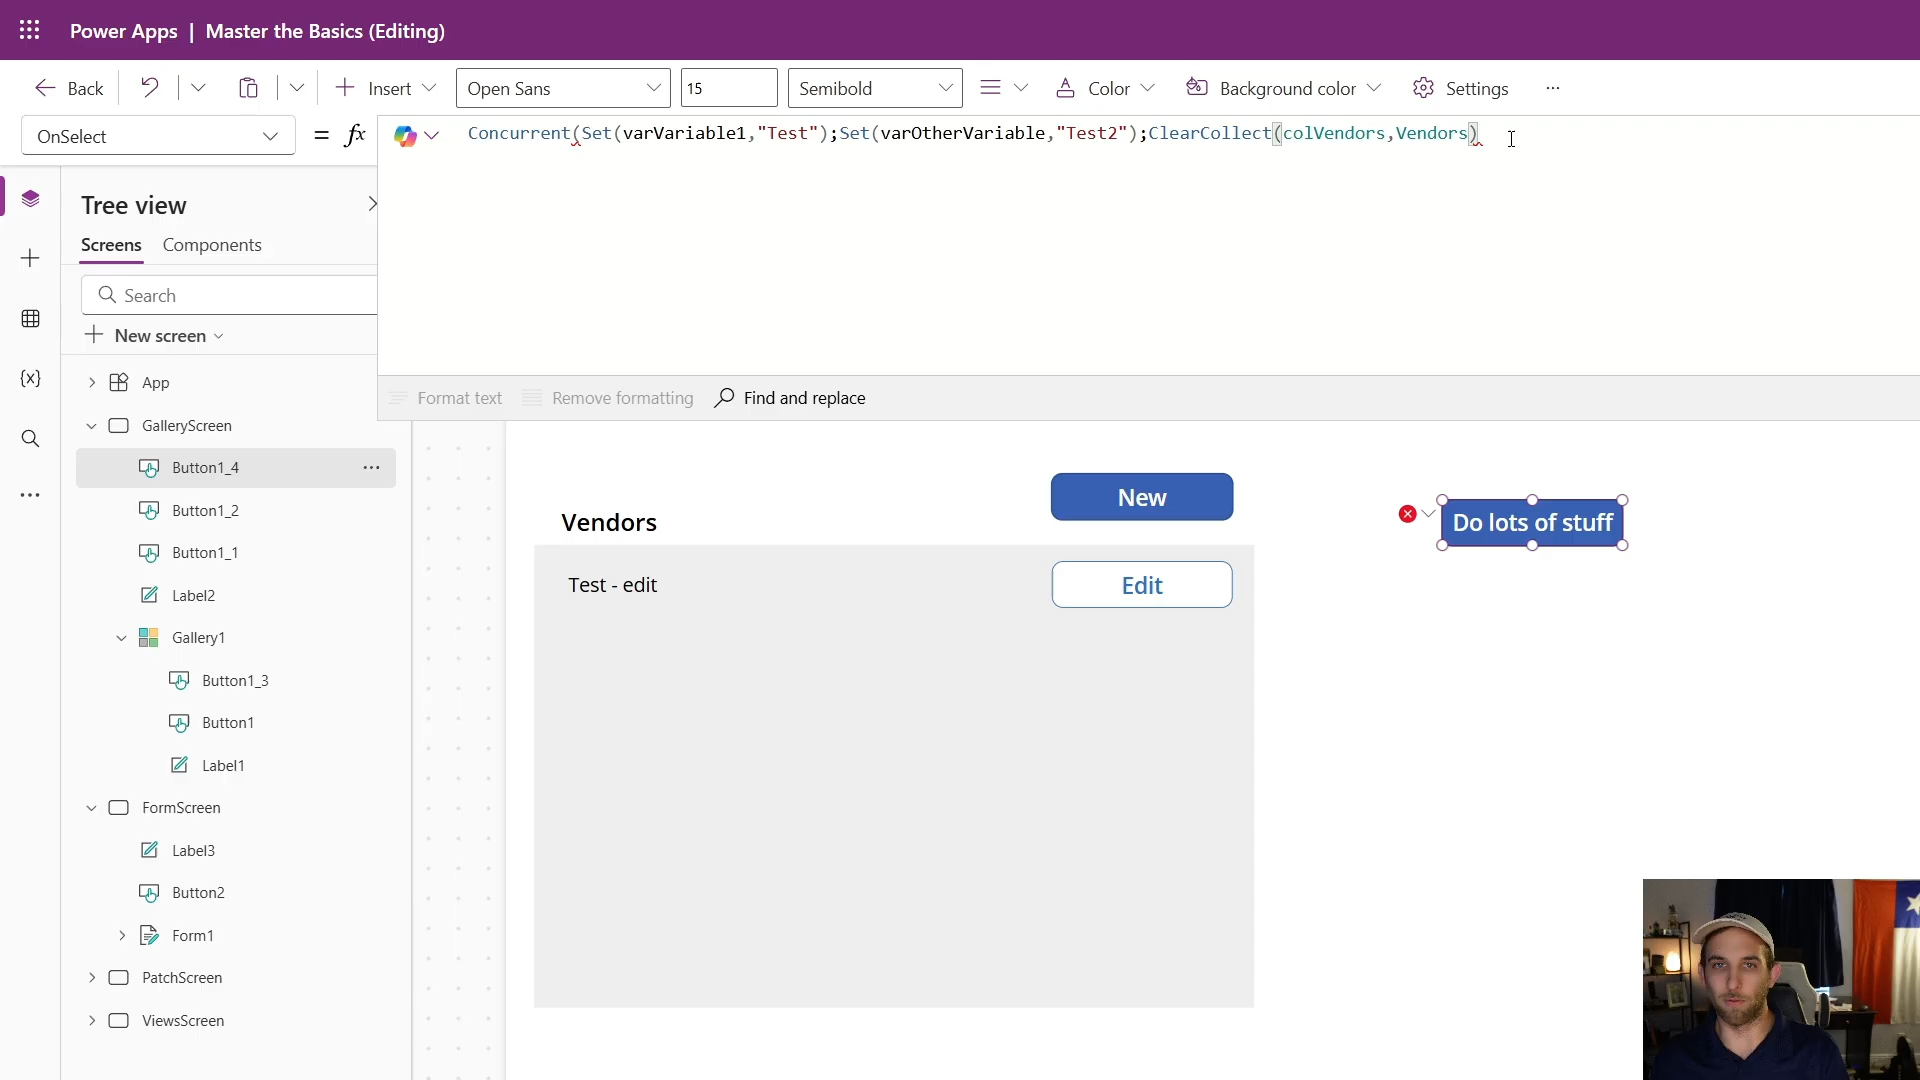 Power Apps | Master the Basics (Editing)
Back Insert Open Sans 15 Semibold Color Background color Settings ...
OnSelect = fx Concurrent(Set(varVariable1,"Test");Set(varOtherVariable,"Test2");ClearCollect(colVendors,Vendors)
Tree view
Screens Components
Search
New screen
Format text Remove formatting Find and replace
App
GalleryScreen
Button1_4 ...
Button1_2
Button1_1
Label2
Gallery1
Button1_3
Button1
Label1
FormScreen
Label3
Button2
Form1
PatchScreen
ViewsScreen
New
Vendors
Do lots of stuff
Test - edit
Edit